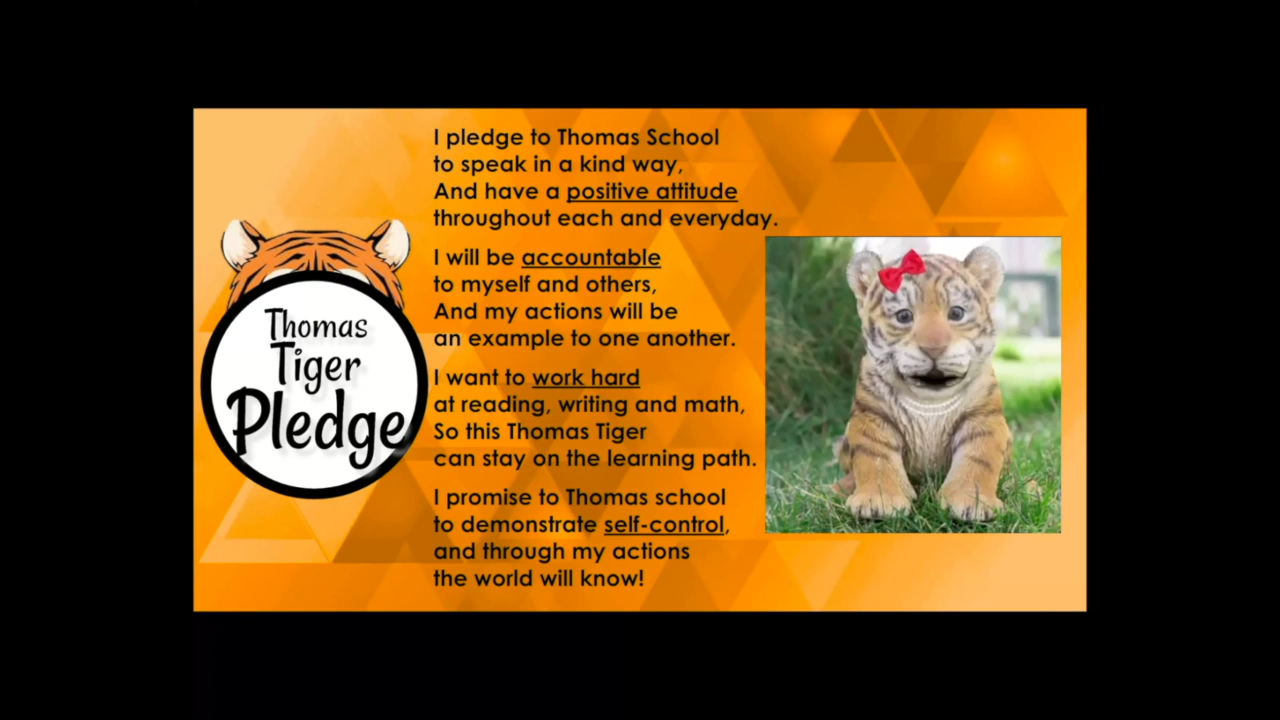 Thomas
Tiger
Pledge
I pledge to Thomas School
to speak in a kind way,
And have a positive attitude
throughout each and everyday.
I will be accountable
to myself and others,
And my actions will be
an example to one another.
I want to work hard
at reading, writing and math,
So this Thomas Tiger
can stay on the learning path.
I promise to Thomas school
to demonstrate self-control,
and through my actions
the world will know!